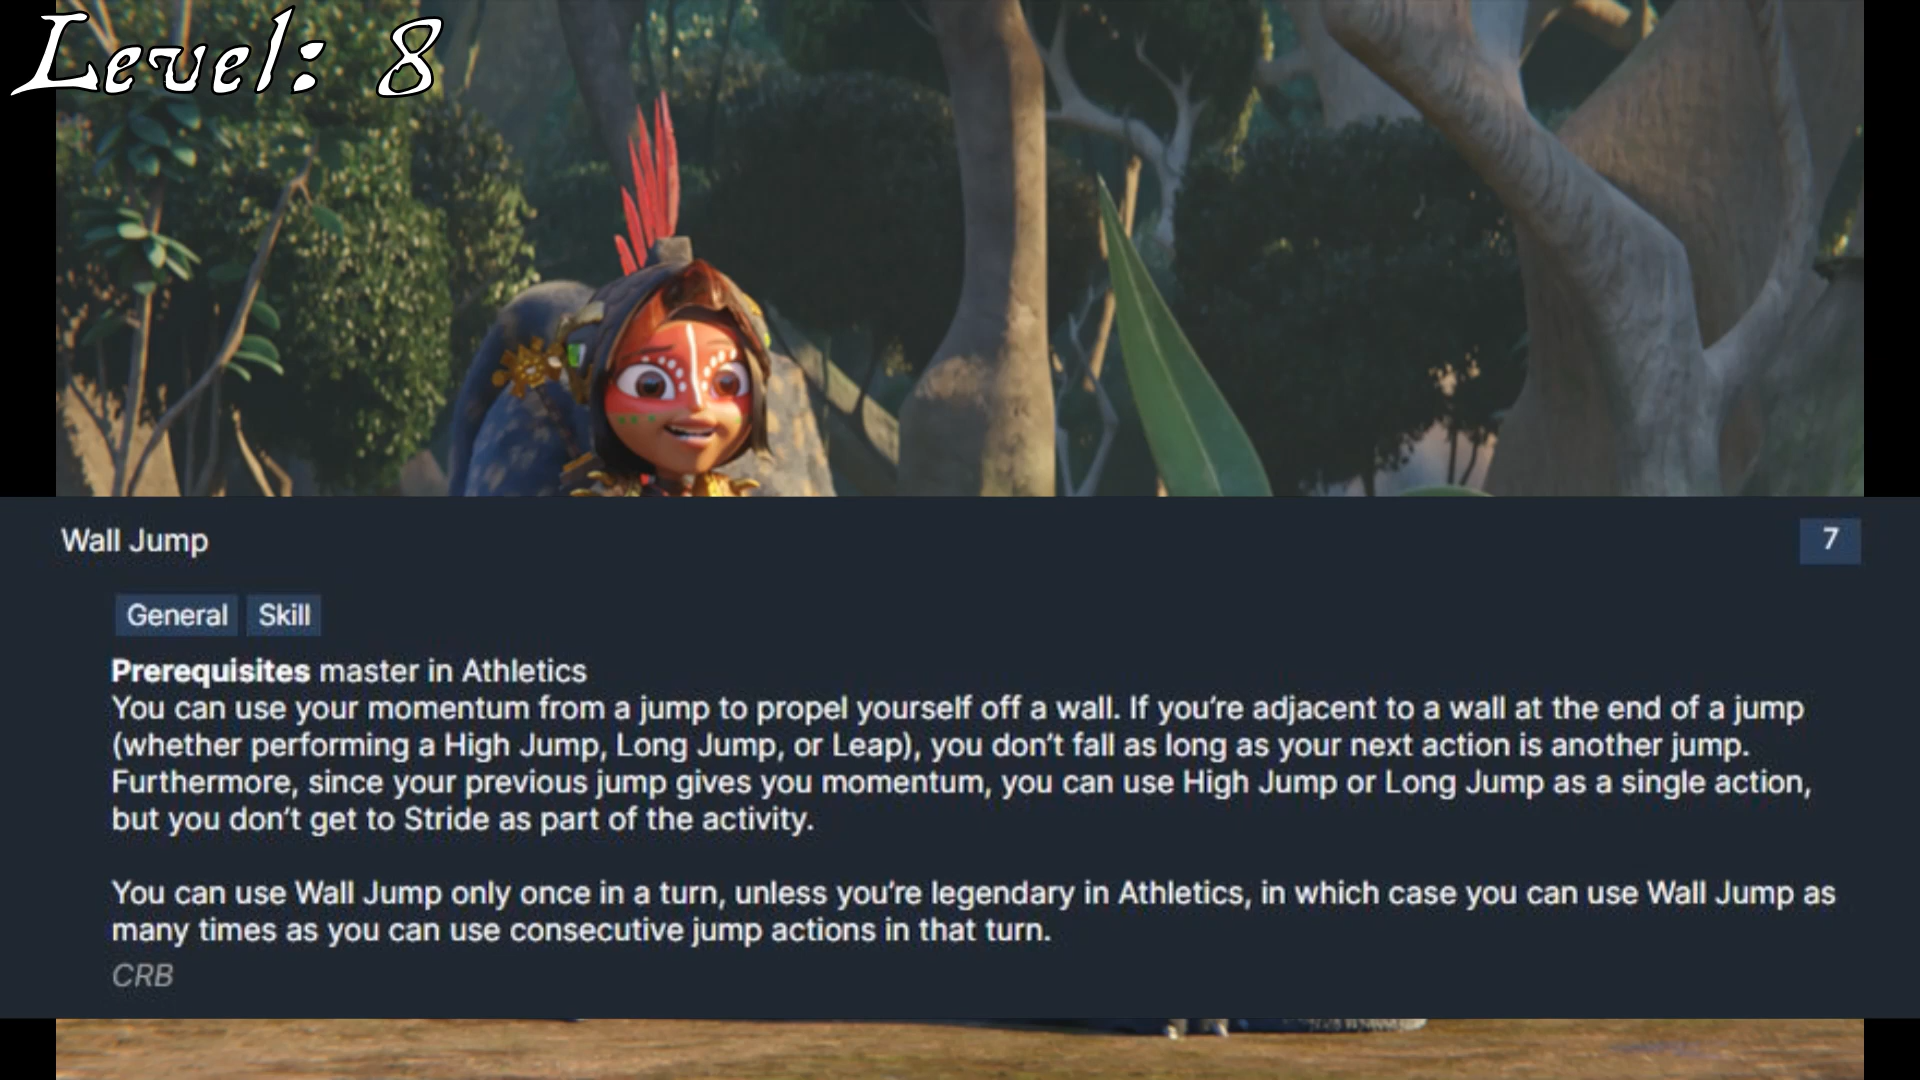 Level: 8
Wall Jump
7
General Skill
Prerequisites master in Athletics
You can use your momentum from a jump to propel yourself off a wall. If you’re adjacent to a wall at the end of a jump
(whether performing a High Jump, Long Jump, or Leap), you don’t fall as long as your next action is another jump.
Furthermore, since your previous jump gives you momentum, you can use High Jump or Long Jump as a single action,
but you don’t get to Stride as part of the activity.
You can use Wall Jump only once in a turn, unless you’re legendary in Athletics, in which case you can use Wall Jump as
many times as you can use consecutive jump actions in that turn.
CRB